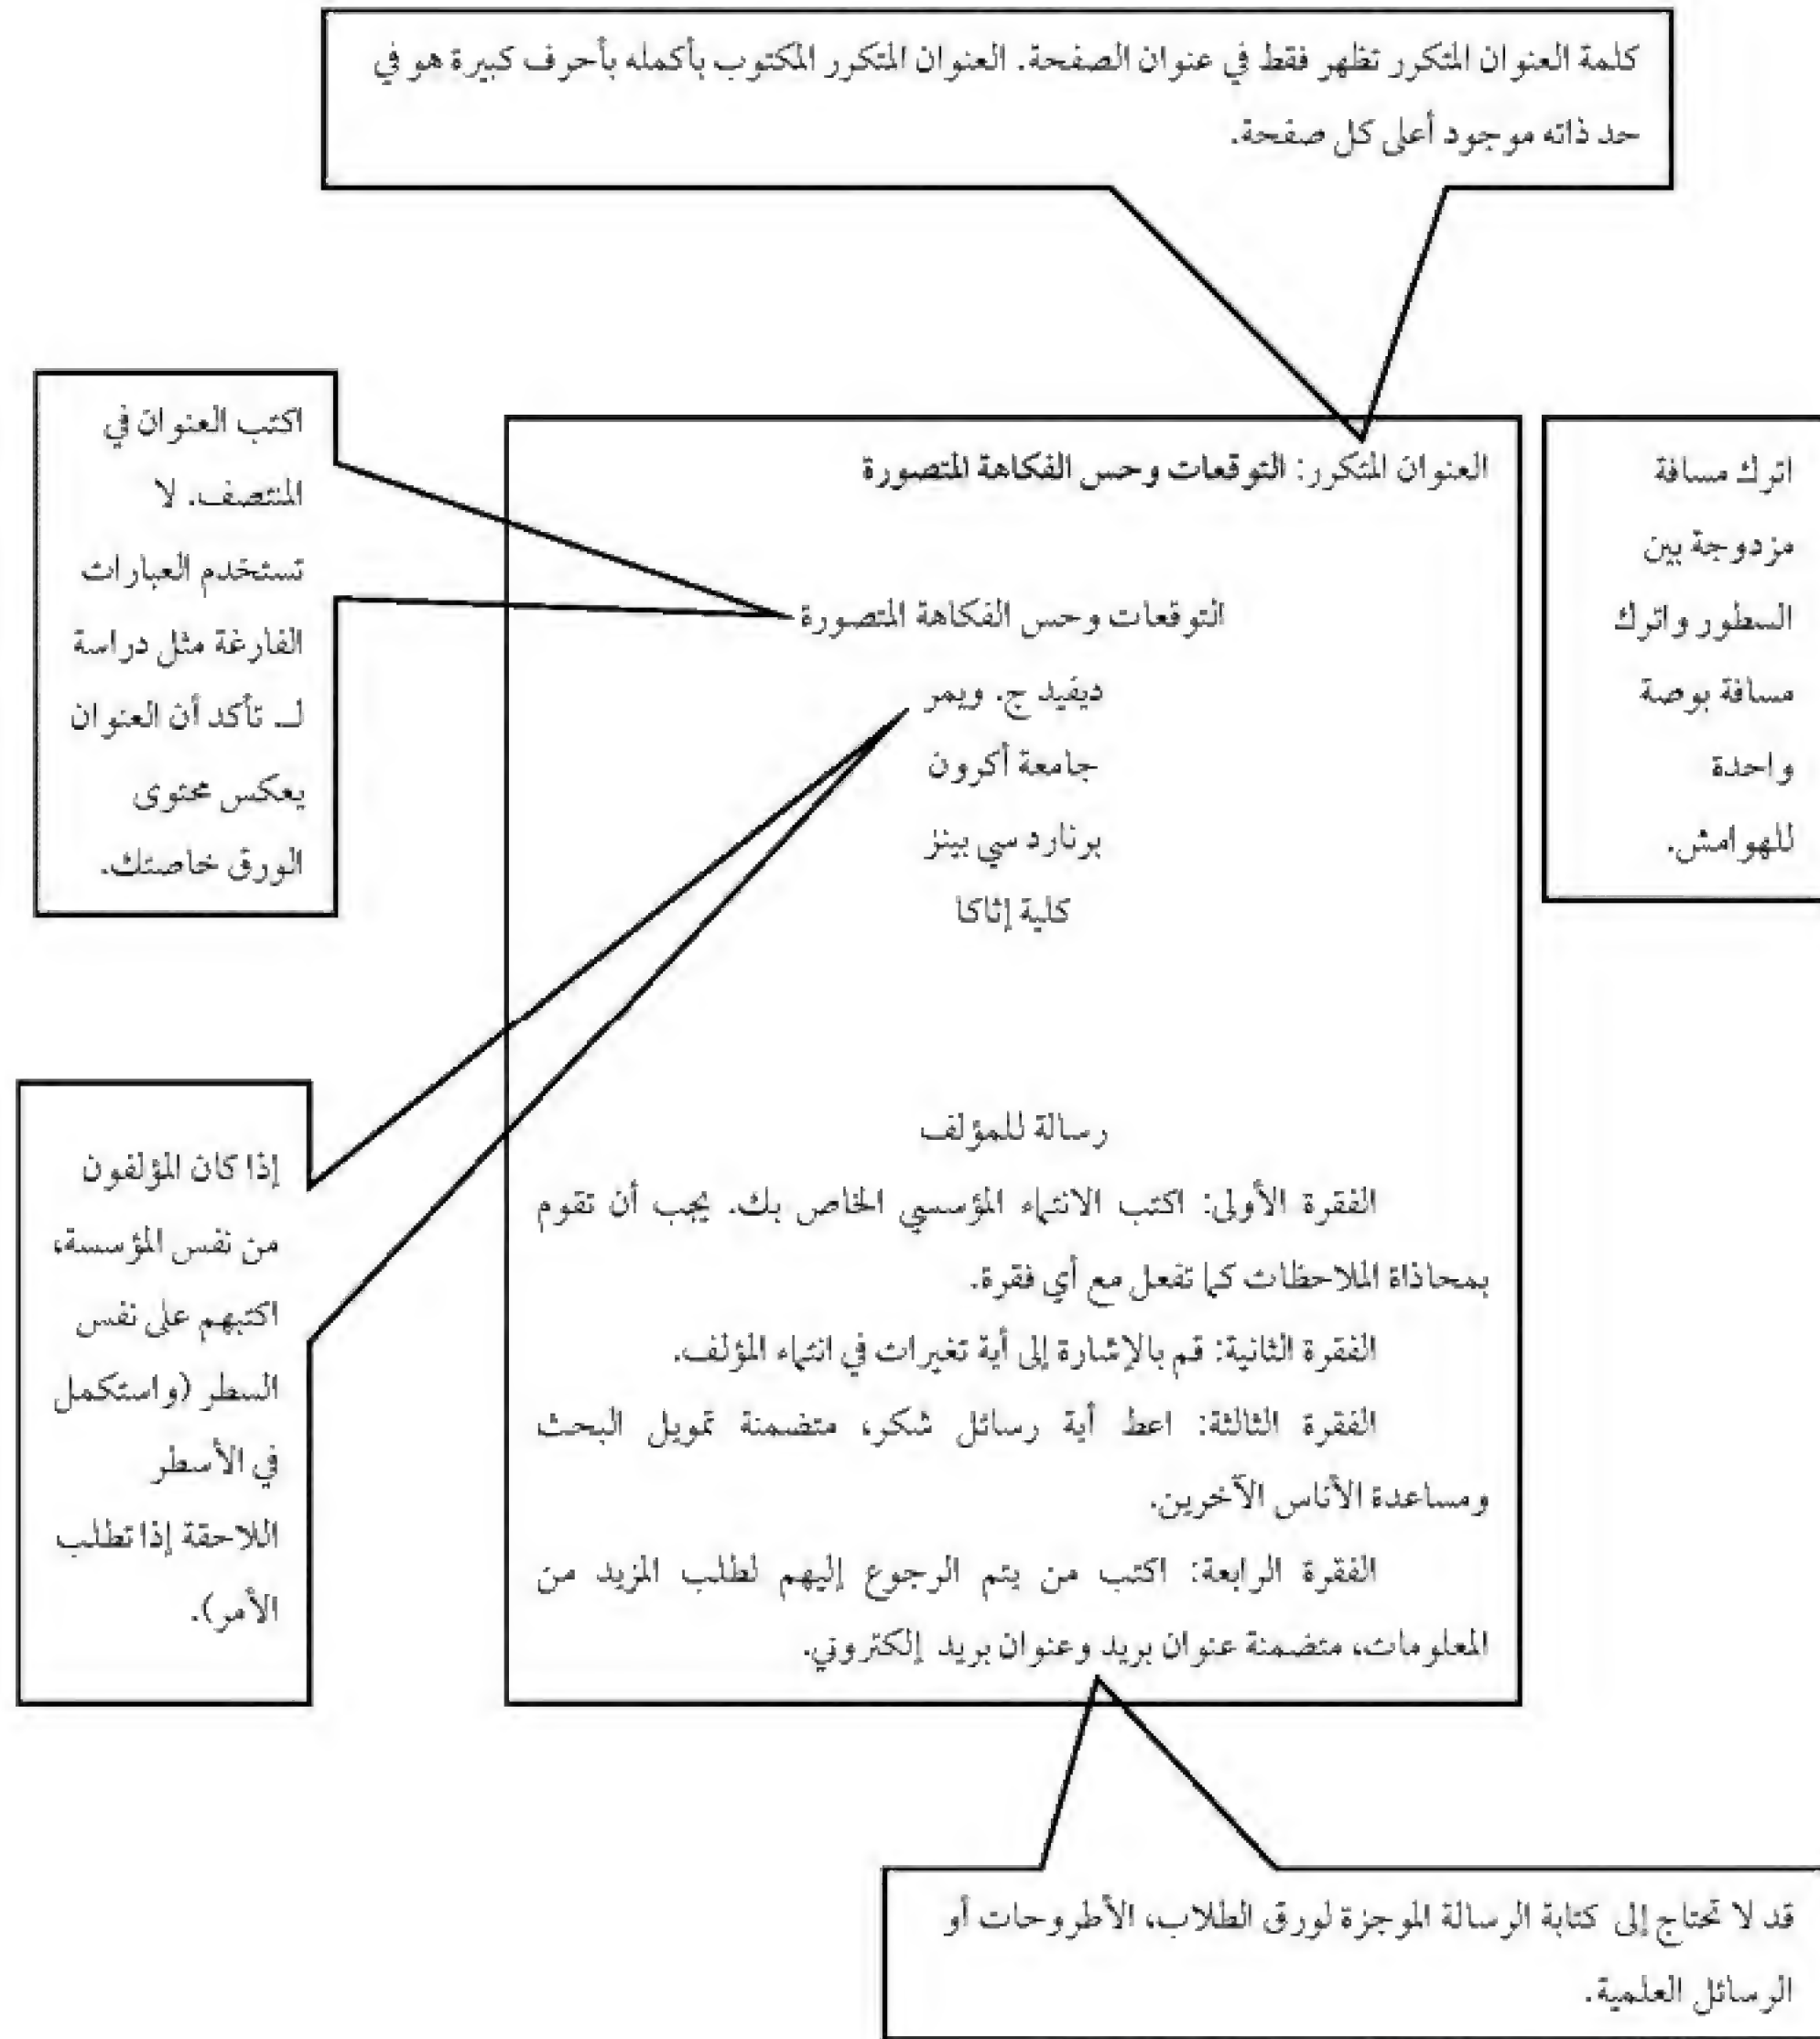 كلمة العنوان المتكرر تظهر فقط في عنوان الصفحة. العنوان المتكرر المكتوب بأكمله بأحرف كبيرة هو في
حد ذاته موجود أعلى كل صفحة.
اترك مسافة
مزدوجة بين
السطور واترك
مسافة بوصة
واحدة
للهوامش.
العنوان المتكرر: التوقعات وحس الفكاهة المتصورة
التوقعات وحس الفكاهة المتصورة
ديفيد ج. ويمر
جامعة أكرون
برنارد سي بينز
كلية إثاكا
رسالة للمؤلف
الفقرة الأولى: اكتب الانتماء المؤسسي الخاص بك. يجب أن تقوم
بمحاذاة الملاحظات كما تفعل مع أي فقرة.
الفقرة الثانية: قم بالإشارة إلى أية تغيرات في انتماء المؤلف.
الفقرة الثالثة: اعط أية رسائل شكر، متضمنة تمويل البحث
ومساعدة الأناس الآخرين.
الفقرة الرابعة: اكتب من يتم الرجوع إليهم لطلب المزيد من
المعلومات، متضمنة عنوان بريد وعنوان بريد إلكتروني.
اكتب العنوان في
المنتصف. لا
تستخدم العبارات
الفارغة مثل دراسة
لـ تأكد أن العنوان
يعكس محتوى
الورق خاصتك.
إذا كان المؤلفون
من نفس المؤسسة،
اكتبهم على نفس
السطر (واستكمل
في الأسطر
اللاحقة إذا تطلب
الأمر).
قد لا تحتاج إلى كتابة الرسالة الموجزة لورق الطلاب، الأطروحات أو
الرسائل العلمية.